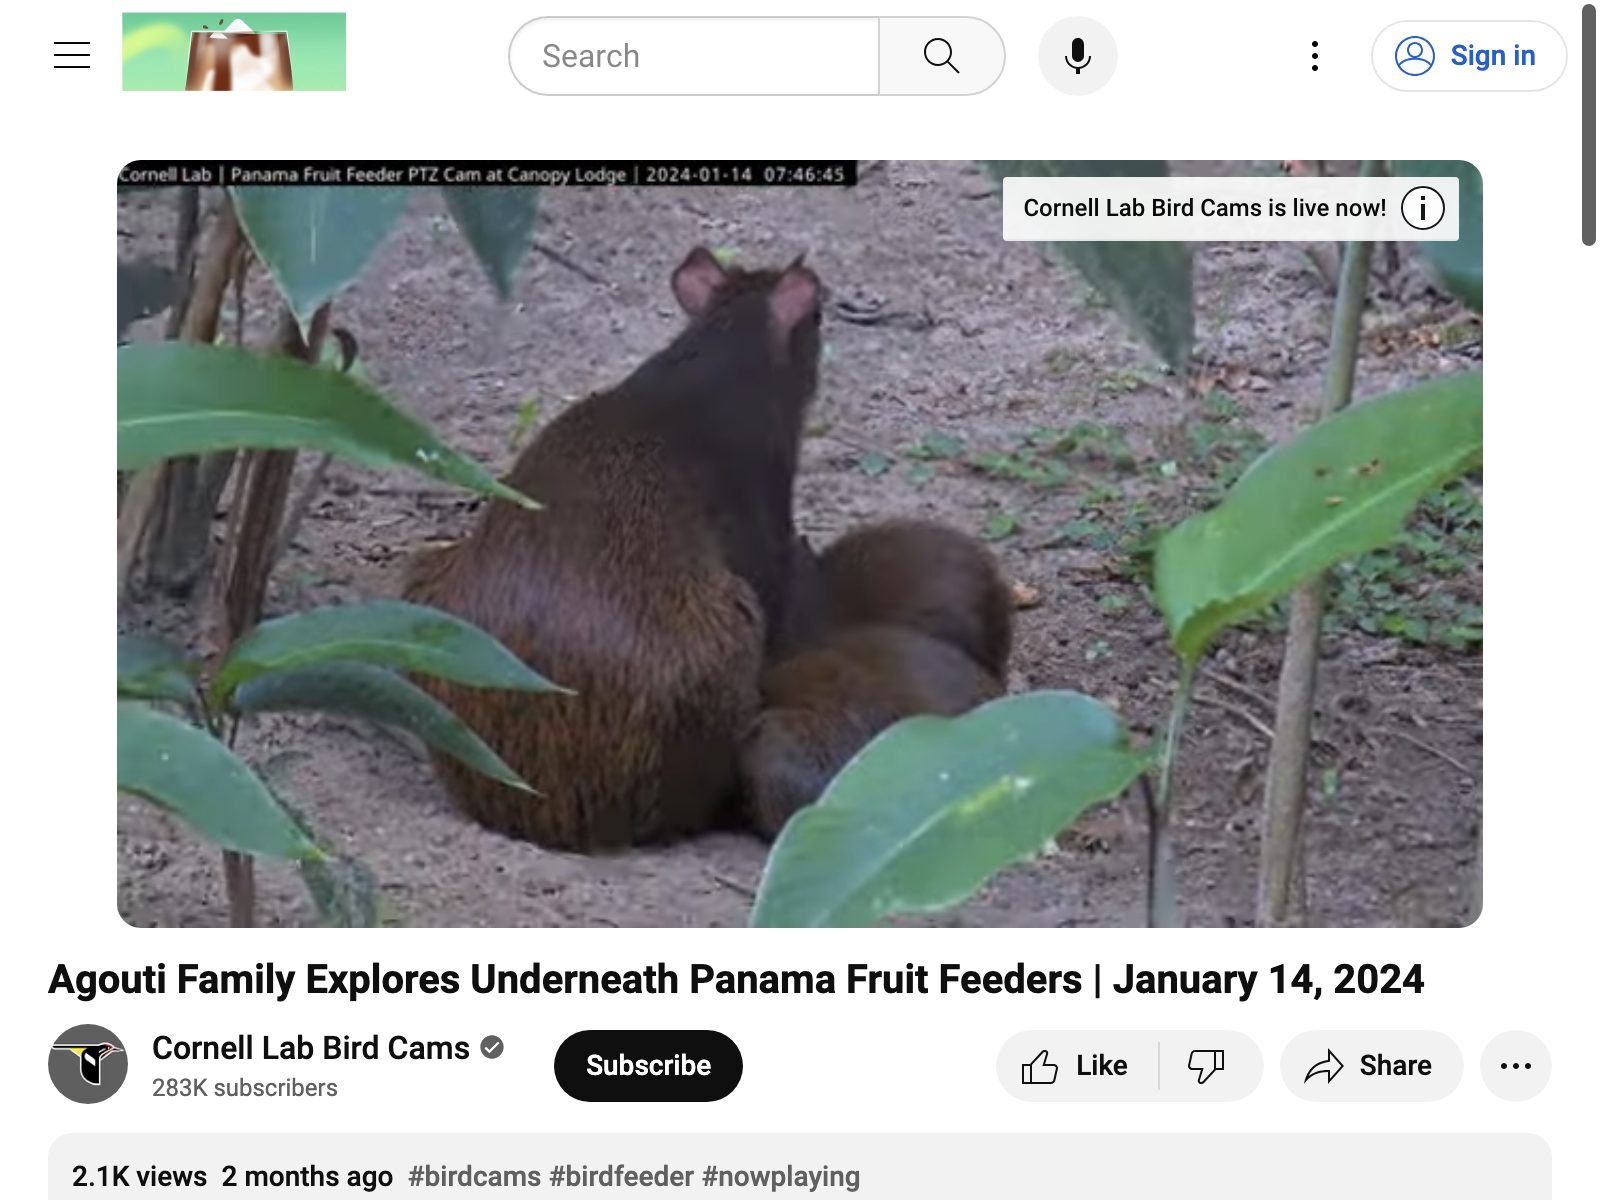 Search
Sign in
Cornell Lab | Panama Fruit Feeder PTZ Cam at Canopy Lodge | 2024-01-14 07:46:45
Cornell Lab Bird Cams is live now!
Agouti Family Explores Underneath Panama Fruit Feeders | January 14, 2024
Cornell Lab Bird Cams
283K subscribers
Subscribe
Like
Share
2.1K views 2 months ago #birdcams #birdfeeder #nowplaying